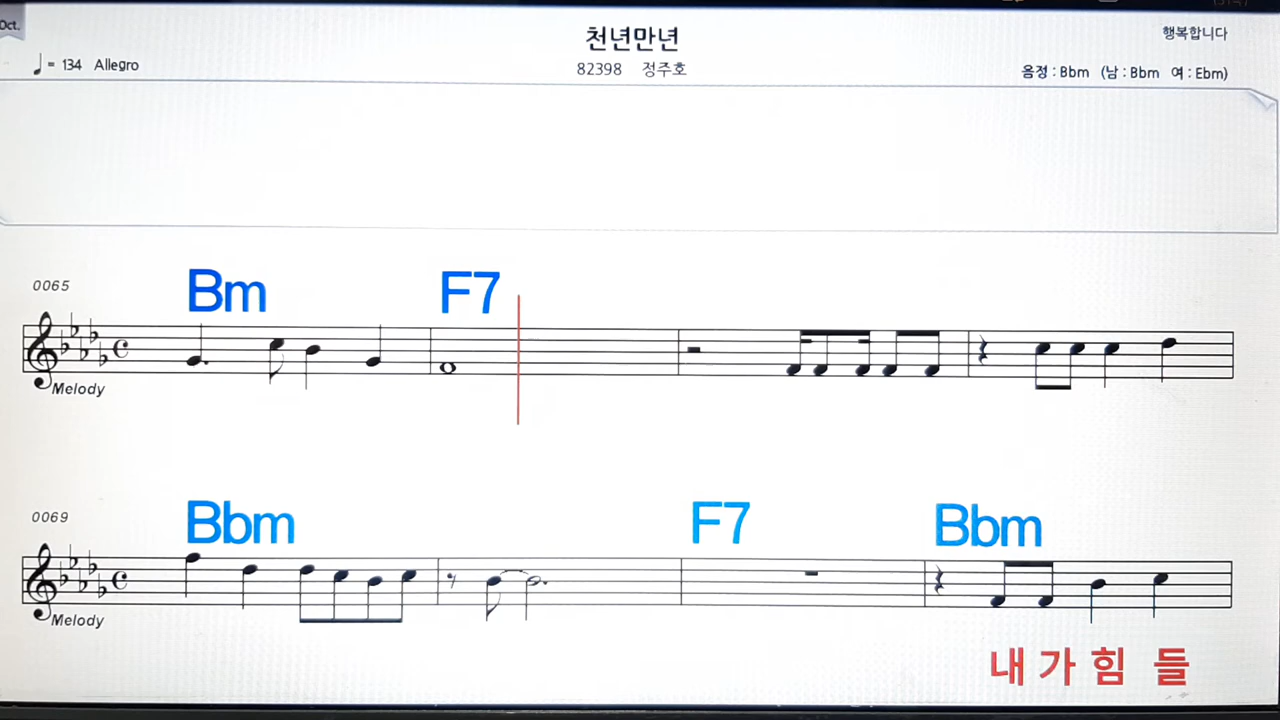 Oct.
천년만년
행복합니다
= 134 Allegro
82398 정주호
음정 : Bbm (남 : Bbm 여 : Ebm)
0065
Bm F7
Melody
0069
Bbm F7 Bbm
Melody
내 가 힘 들